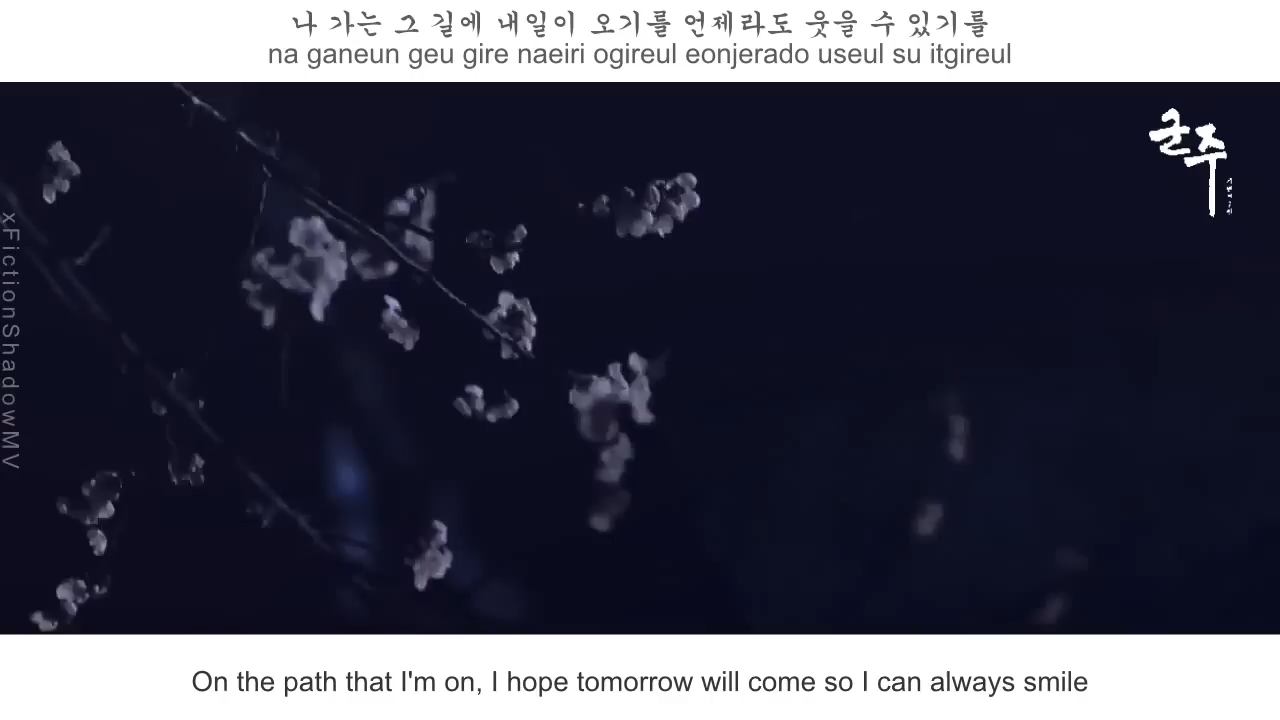 나 가는 그 길에 내일이 오기를 언제라도 웃을 수 있기를
na ganeun geu gire naeiri ogireul eonjerado useul su itgireul
군주
xFictionShadowMV
On the path that I'm on, I hope tomorrow will come so I can always smile